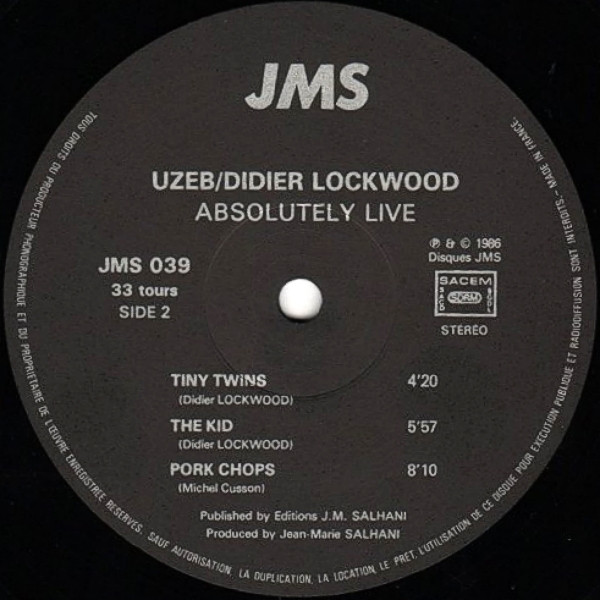 JMS
UZEB/DIDIER LOCKWOOD
ABSOLUTELY LIVE
JMS 039
33 tours
SIDE 2
℗ & © 1986
Disques JMS
SACEM
SACD
SDRM
SGDL
STÉRÉO
TINY TWINS 4'20
(Didier LOCKWOOD)
THE KID 5'57
(Didier LOCKWOOD)
PORK CHOPS 8'10
(Michel Cusson)
Published by Editions J.M. SALHANI
Produced by Jean-Marie SALHANI
TOUS DROITS DU PRODUCTEUR PHONOGRAPHIQUE ET DU PROPRIETAIRE DE L'ŒUVRE ENREGISTREE RESERVES. SAUF AUTORISATION, LA DUPLICATION, LA LOCATION, LE PRET, L'UTILISATION DE CE DISQUE POUR EXECUTION PUBLIQUE ET RADIODIFFUSION SONT INTERDITS. - MADE IN FRANCE.